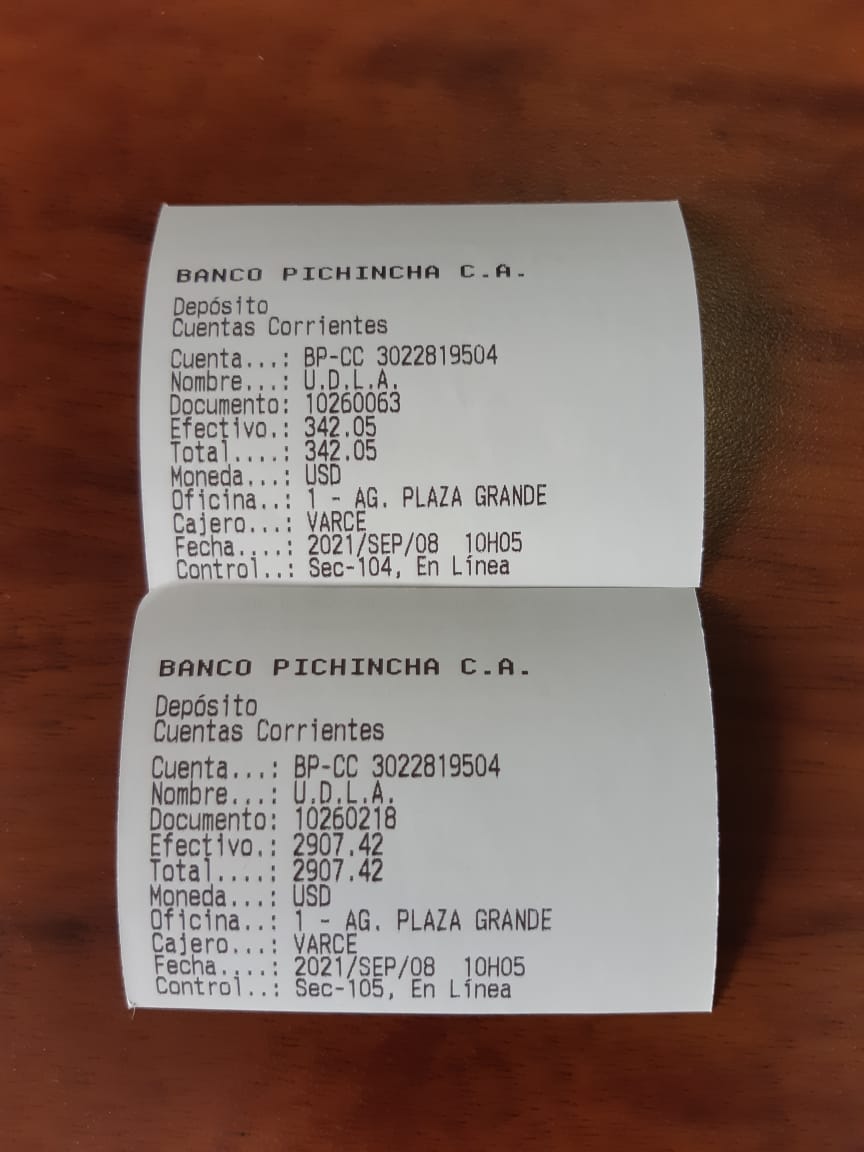 BANCO PICHINCHA C.A.
Depósito
Cuentas Corrientes
Cuenta...: BP-CC 3022819504
Nombre...: U.D.L.A.
Documento: 10260063
Efectivo.: 342.05
Total....: 342.05
Moneda...: USD
Oficina..: 1 - AG. PLAZA GRANDE
Cajero...: VARCE
Fecha....: 2021/SEP/08 10H05
Control..: Sec-104, En Línea
BANCO PICHINCHA C.A.
Depósito
Cuentas Corrientes
Cuenta...: BP-CC 3022819504
Nombre...: U.D.L.A.
Documento: 10260218
Efectivo.: 2907.42
Total....: 2907.42
Moneda...: USD
Oficina..: 1 - AG. PLAZA GRANDE
Cajero...: VARCE
Fecha....: 2021/SEP/08 10H05
Control..: Sec-105, En Línea